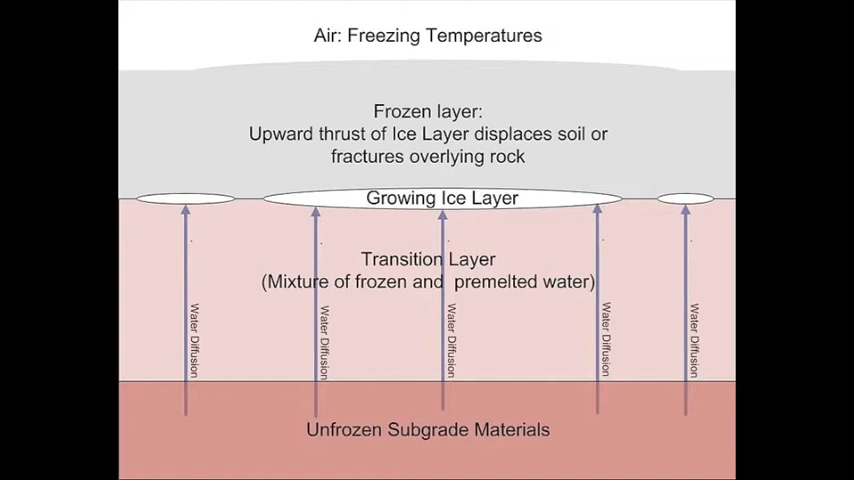 Air: Freezing Temperatures
Frozen layer:
Upward thrust of Ice Layer displaces soil or
fractures overlying rock
Growing Ice Layer
Transition Layer
(Mixture of frozen and premelted water)
Water Diffusion
Water Diffusion
Water Diffusion
Water Diffusion
Water Diffusion
Unfrozen Subgrade Materials